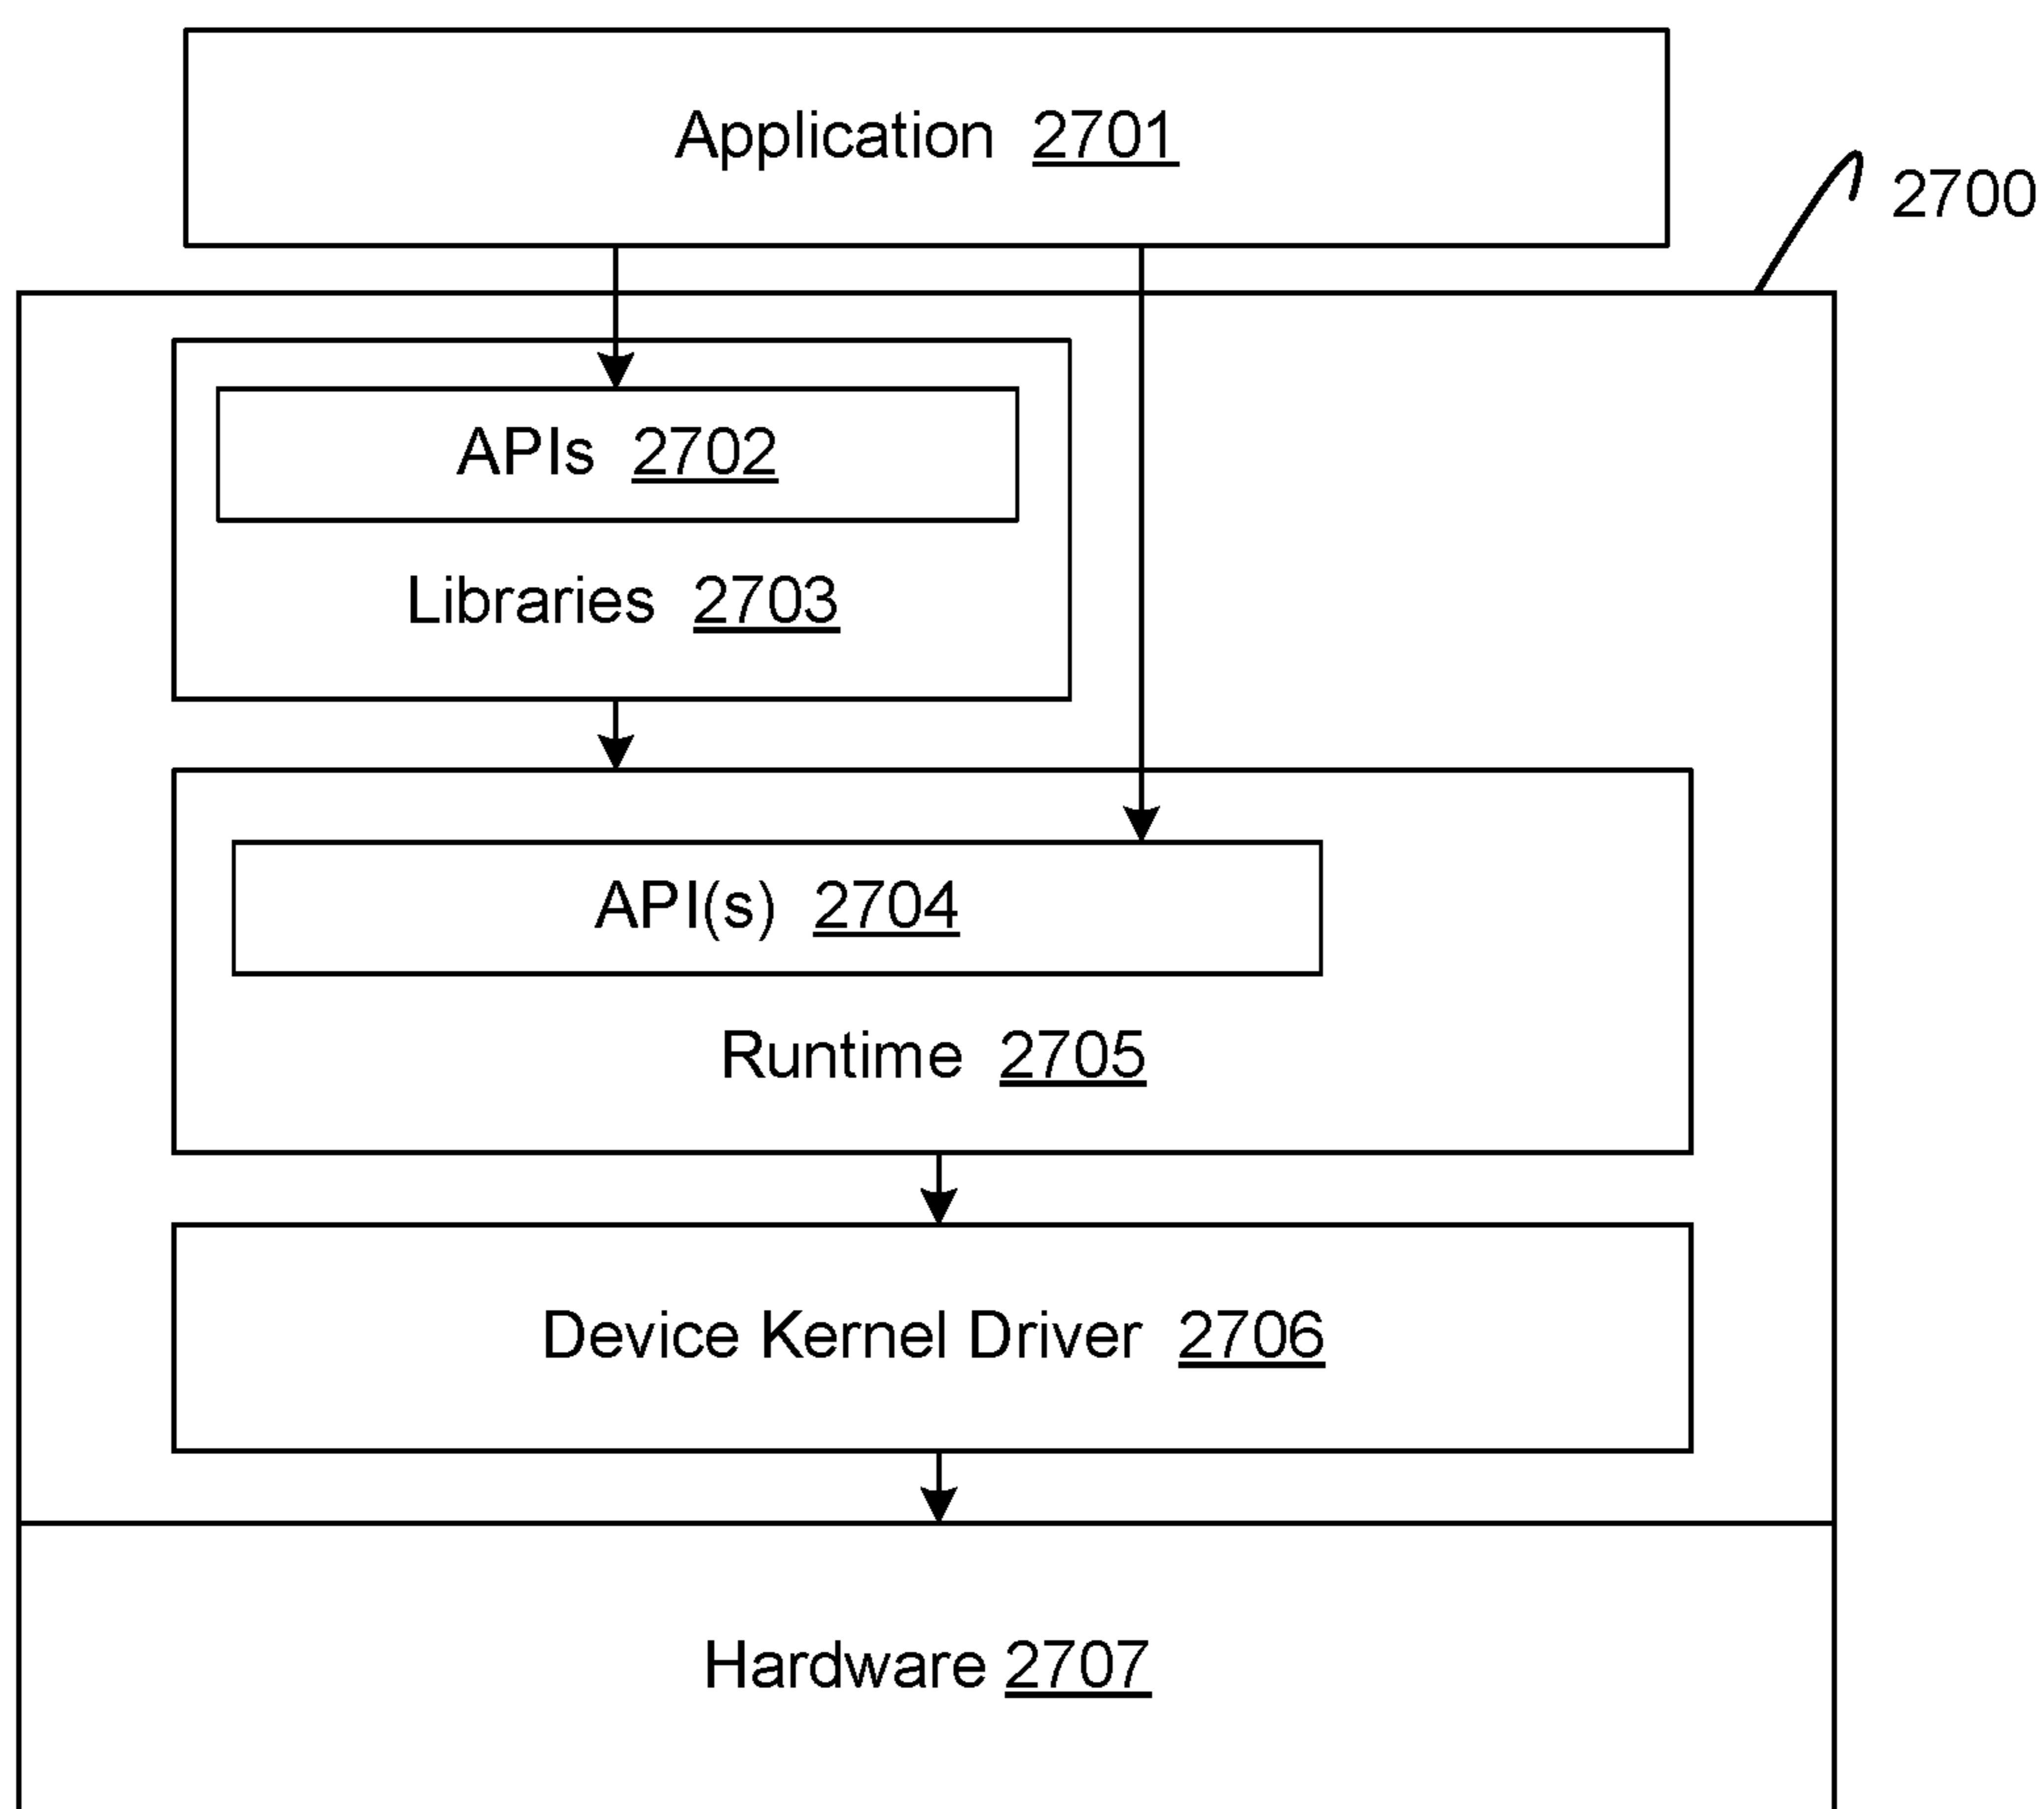 Application 2701
2700
APIs 2702
Libraries 2703
API(s) 2704
Runtime 2705
Device Kernel Driver 2706
Hardware 2707